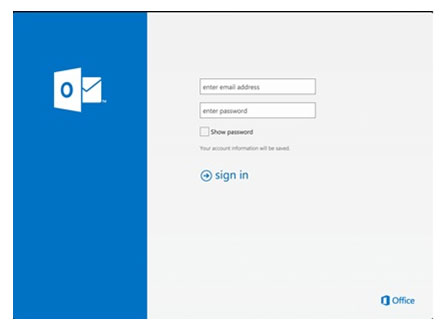 O
enter email address
enter password
Show password
Your account information will be saved.
sign in
Office